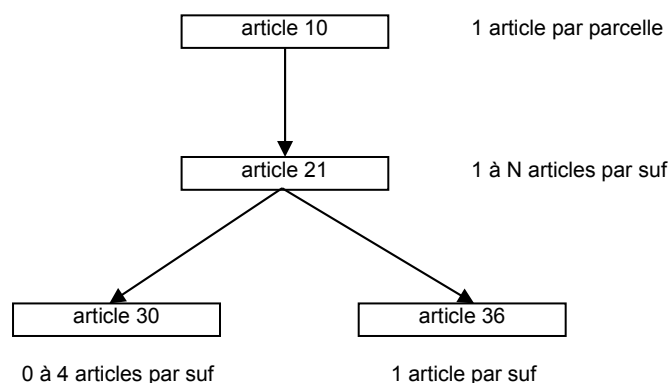 article 10
1 article par parcelle
article 21
1 à N articles par suf
article 30
article 36
0 à 4 articles par suf
1 article par suf